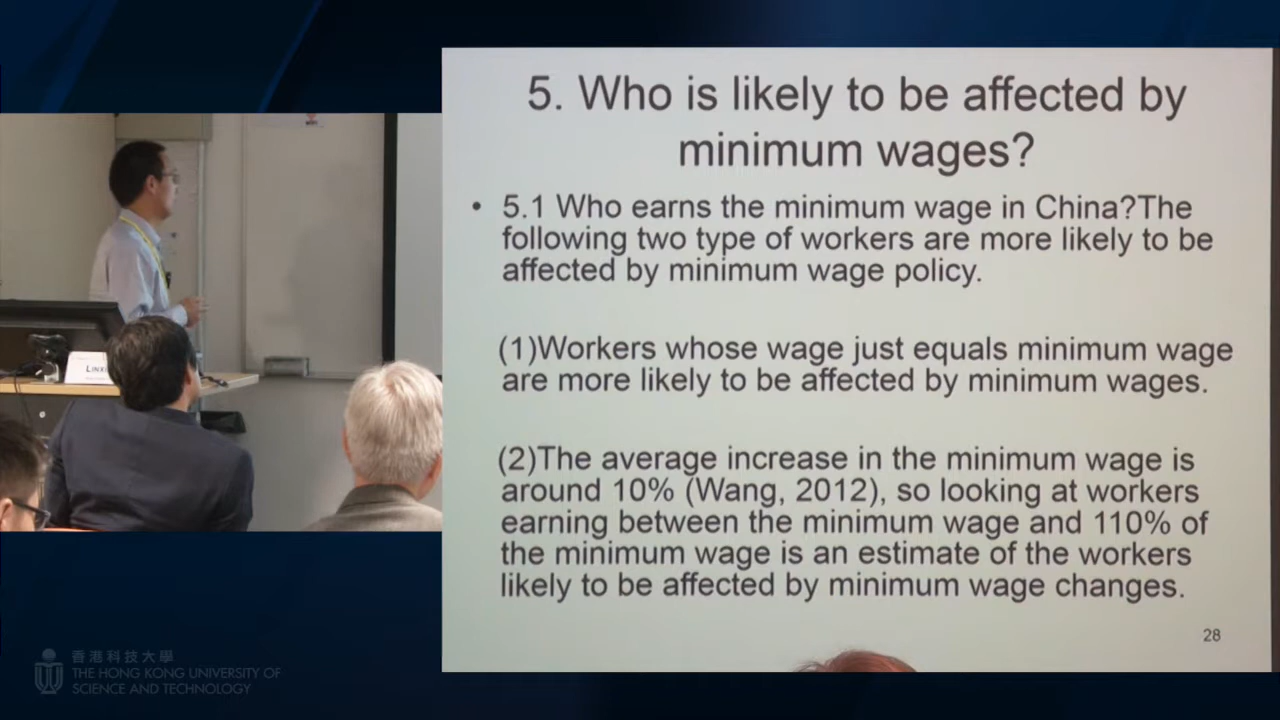 5. Who is likely to be affected by
minimum wages?
• 5.1 Who earns the minimum wage in China?The
following two type of workers are more likely to be
affected by minimum wage policy.
(1)Workers whose wage just equals minimum wage
are more likely to be affected by minimum wages.
(2)The average increase in the minimum wage is
around 10% (Wang, 2012), so looking at workers
earning between the minimum wage and 110% of
the minimum wage is an estimate of the workers
likely to be affected by minimum wage changes.
28
香港科技大學
THE HONG KONG UNIVERSITY OF
SCIENCE AND TECHNOLOGY